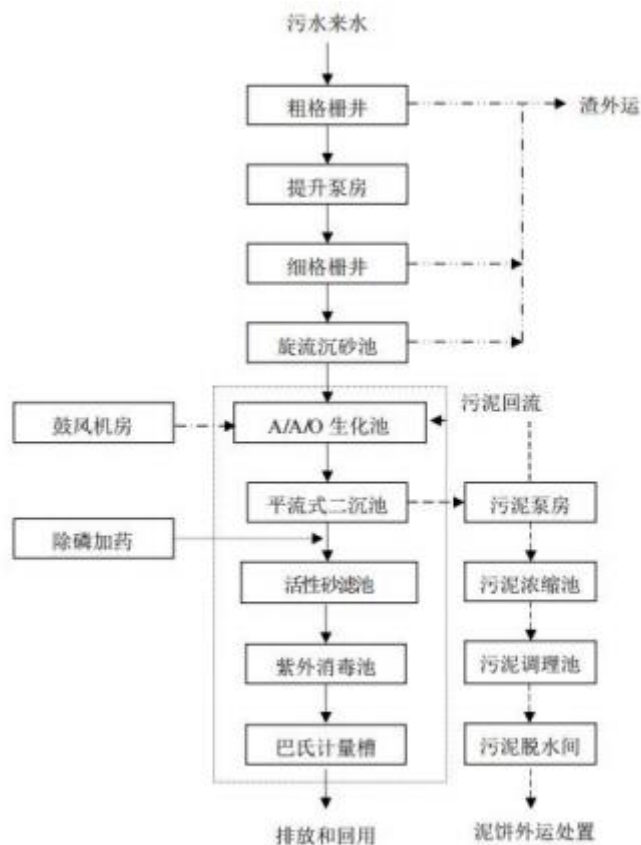 污水来水
粗格栅井
渣外运
提升泵房
细格栅井
旋流沉砂池
污泥回流
鼓风机房
A/A/O 生化池
平流式二沉池
污泥泵房
除磷加药
活性砂滤池
污泥浓缩池
紫外消毒池
污泥调理池
巴氏计量槽
污泥脱水间
排放和回用
泥饼外运处置